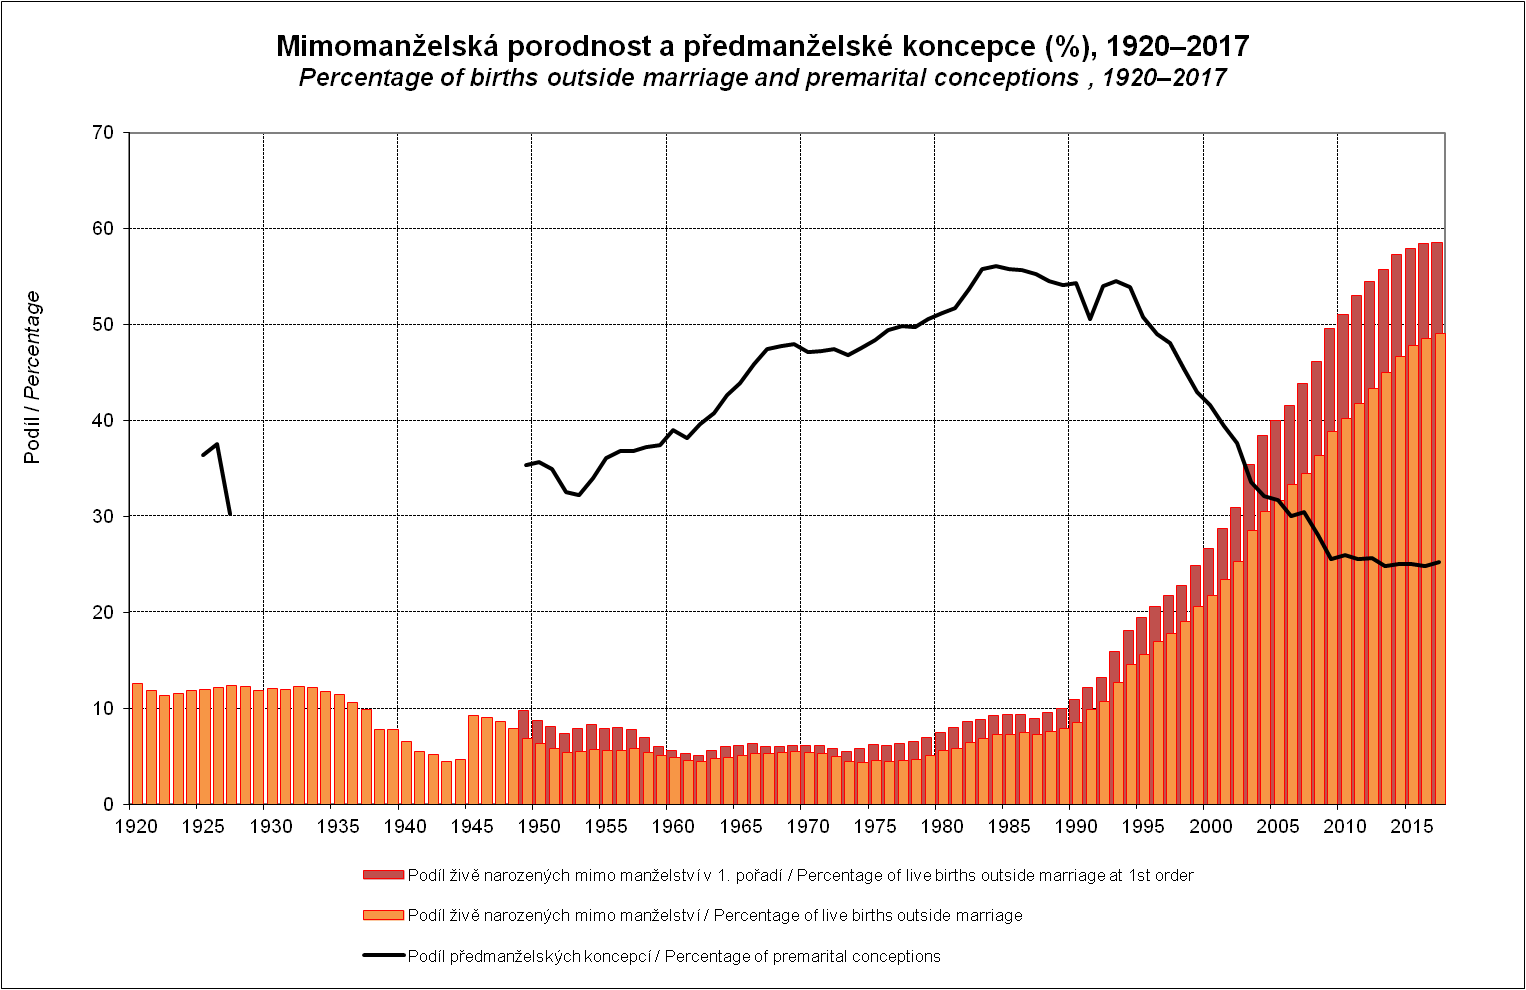 Mimomanželská porodnost a předmanželské koncepce (%), 1920–2017
Percentage of births outside marriage and premarital conceptions , 1920–2017
Podíl / Percentage
70
60
50
40
30
20
10
0
1920 1925 1930 1935 1940 1945 1950 1955 1960 1965 1970 1975 1980 1985 1990 1995 2000 2005 2010 2015
Podíl živě narozených mimo manželství v 1. pořadí / Percentage of live births outside marriage at 1st order
Podíl živě narozených mimo manželství / Percentage of live births outside marriage
Podíl předmanželských koncepcí / Percentage of premarital conceptions